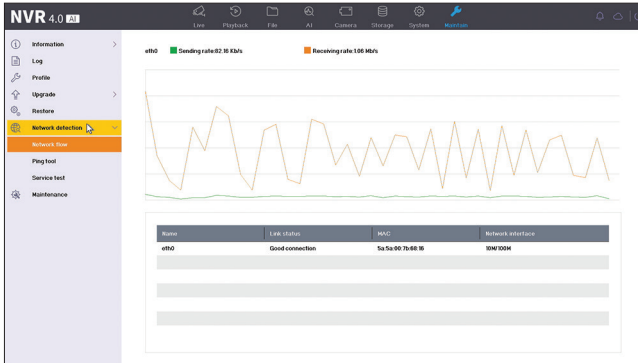 NVR 4.0 AI
Live Playback File AI Camera Storage System Maintain
Information
Log
Profile
Upgrade
Restore
Network detection
Network flow
Ping tool
Service test
Maintenance
eth0 Sending rate:82.16 Kb/s Receiving rate:1.06 Mb/s
Name Link status MAC Network interface
eth0 Good connection 5a:5a:00:7b:68:16 10M/100M